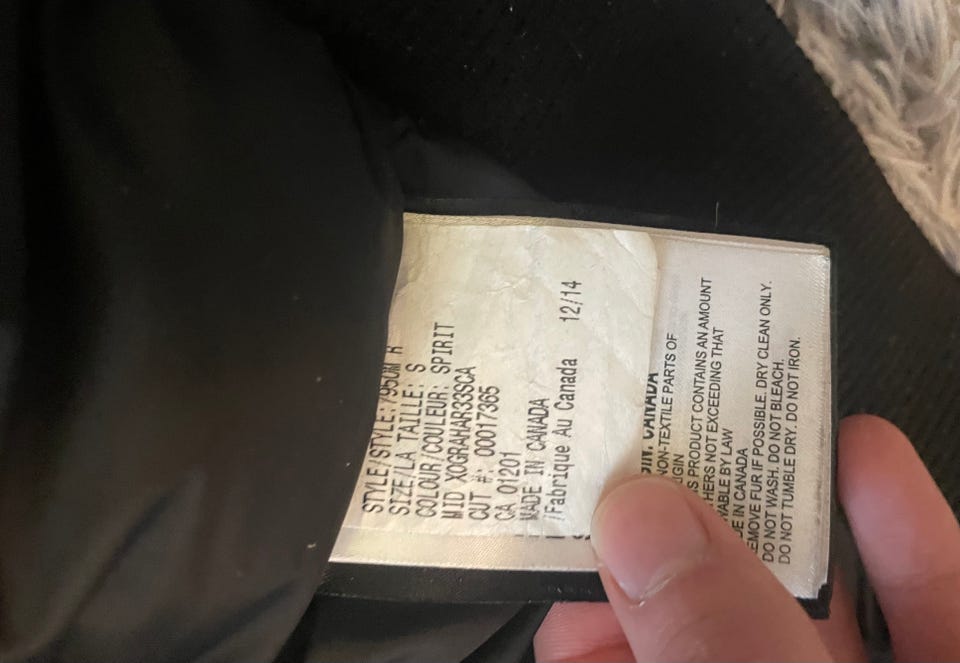 STYLE/STYLE: 7950M R
SIZE/LA TAILLE: S
COLOUR/COULEUR: SPIRIT
MID XOGRAHAR33SCA
CUT #: 00017365
CA 01201
MADE IN CANADA
/Fabrique Au Canada 12/14
CANADA
NON-TEXTILE PARTS OF
PRODUCT CONTAINS AN AMOUNT
NOT EXCEEDING THAT
BY LAW
IN CANADA
FUR IF POSSIBLE. DRY CLEAN ONLY.
DO NOT WASH. DO NOT BLEACH.
DO NOT TUMBLE DRY. DO NOT IRON.